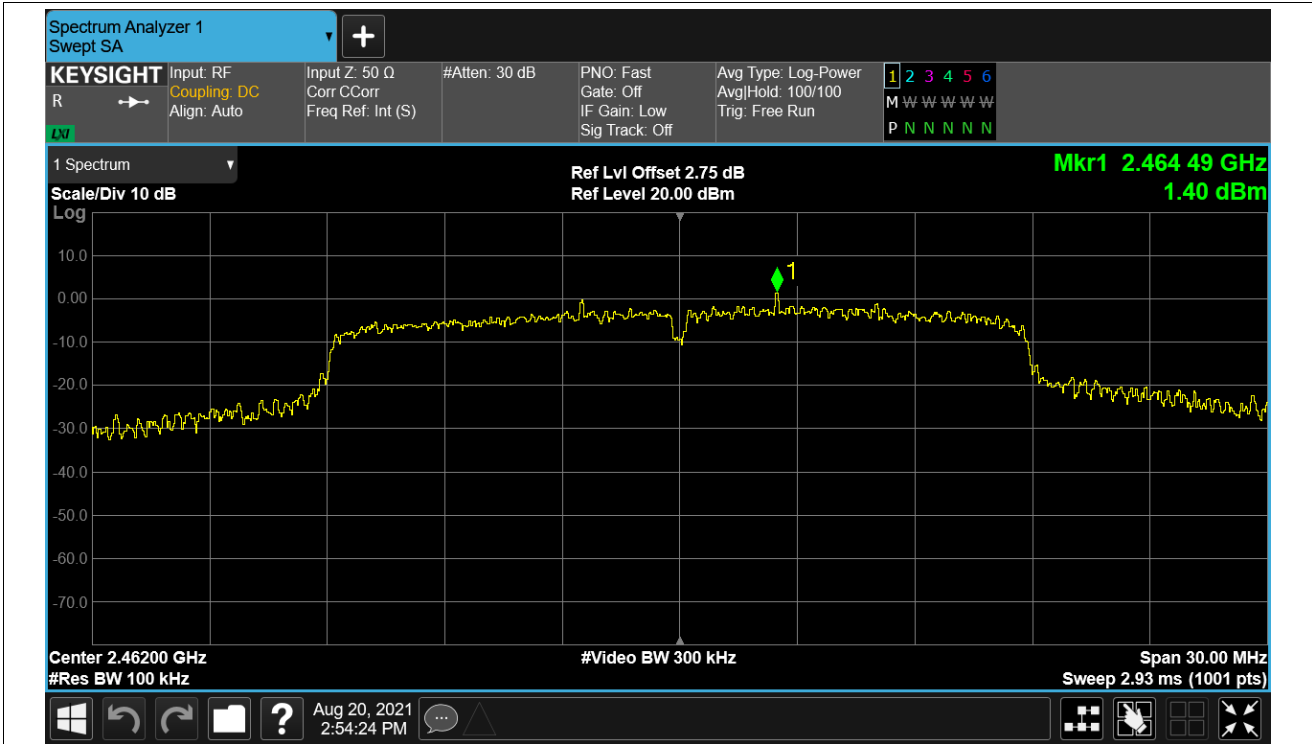 Spectrum Analyzer 1
Swept SA
KEYSIGHT
R
LXI
Input: RF
Coupling: DC
Align: Auto
Input Z: 50 Ω
Corr CCorr
Freq Ref: Int (S)
#Atten: 30 dB
PNO: Fast
Gate: Off
IF Gain: Low
Sig Track: Off
Avg Type: Log-Power
Avg|Hold: 100/100
Trig: Free Run
1 2 3 4 5 6
M W W W W W
P N N N N N
1 Spectrum
Scale/Div 10 dB
Log
Ref Lvl Offset 2.75 dB
Ref Level 20.00 dBm
Mkr1 2.464 49 GHz
1.40 dBm
10.0
0.00
-10.0
-20.0
-30.0
-40.0
-50.0
-60.0
-70.0
1
Center 2.46200 GHz
#Res BW 100 kHz
#Video BW 300 kHz
Span 30.00 MHz
Sweep 2.93 ms (1001 pts)
?
Aug 20, 2021
2:54:24 PM